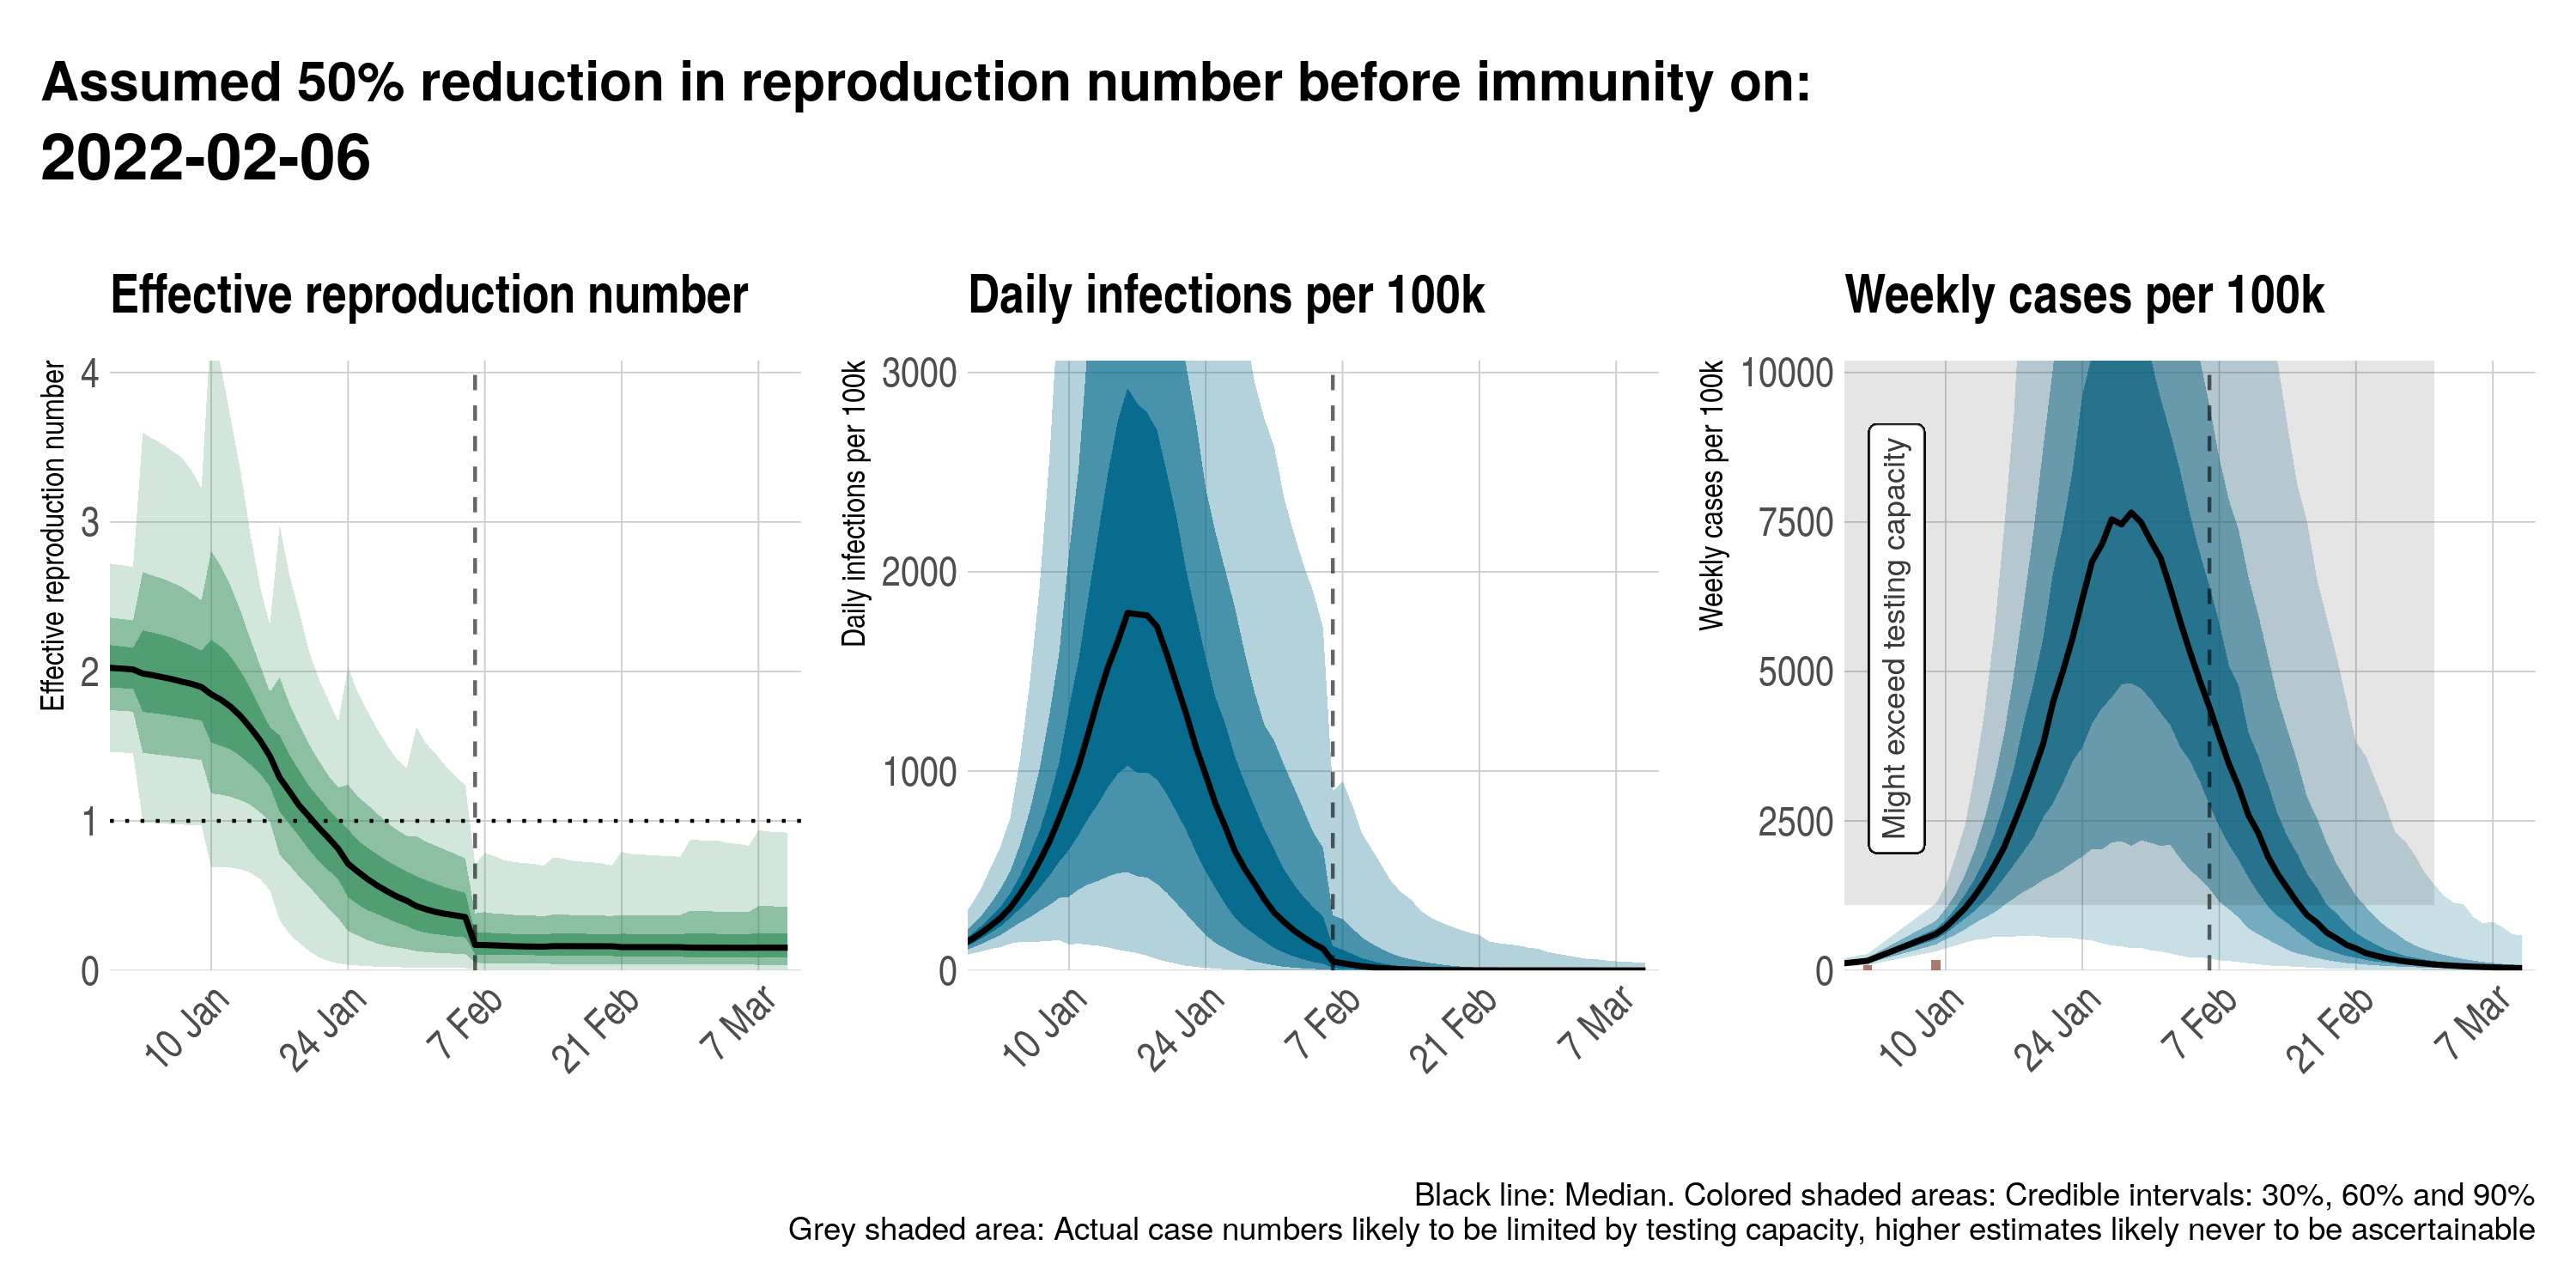 Assumed 50% reduction in reproduction number before immunity on:
2022-02-06
Effective reproduction number
Effective reproduction number
4
3
2
1
0
10 Jan
24 Jan
7 Feb
21 Feb
7 Mar
Daily infections per 100k
Daily infections per 100k
3000
2000
1000
0
10 Jan
24 Jan
7 Feb
21 Feb
7 Mar
Weekly cases per 100k
Weekly cases per 100k
10000
7500
5000
2500
0
Might exceed testing capacity
10 Jan
24 Jan
7 Feb
21 Feb
7 Mar
Black line: Median. Colored shaded areas: Credible intervals: 30%, 60% and 90%
Grey shaded area: Actual case numbers likely to be limited by testing capacity, higher estimates likely never to be ascertainable